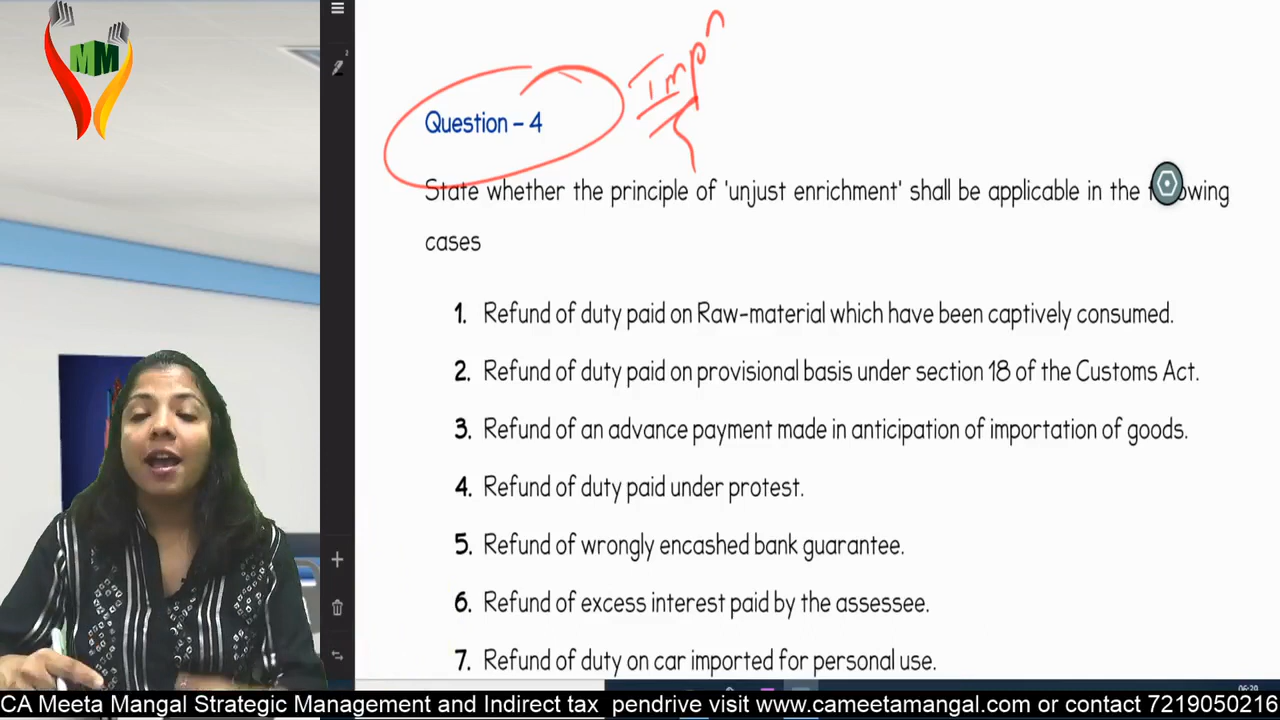 MM
Imp
Question – 4
State whether the principle of 'unjust enrichment' shall be applicable in the following
cases
1. Refund of duty paid on Raw-material which have been captively consumed.
2. Refund of duty paid on provisional basis under section 18 of the Customs Act.
3. Refund of an advance payment made in anticipation of importation of goods.
4. Refund of duty paid under protest.
5. Refund of wrongly encashed bank guarantee.
6. Refund of excess interest paid by the assessee.
7. Refund of duty on car imported for personal use.
CA Meeta Mangal Strategic Management and Indirect tax pendrive visit www.cameetamangal.com or contact 7219050216